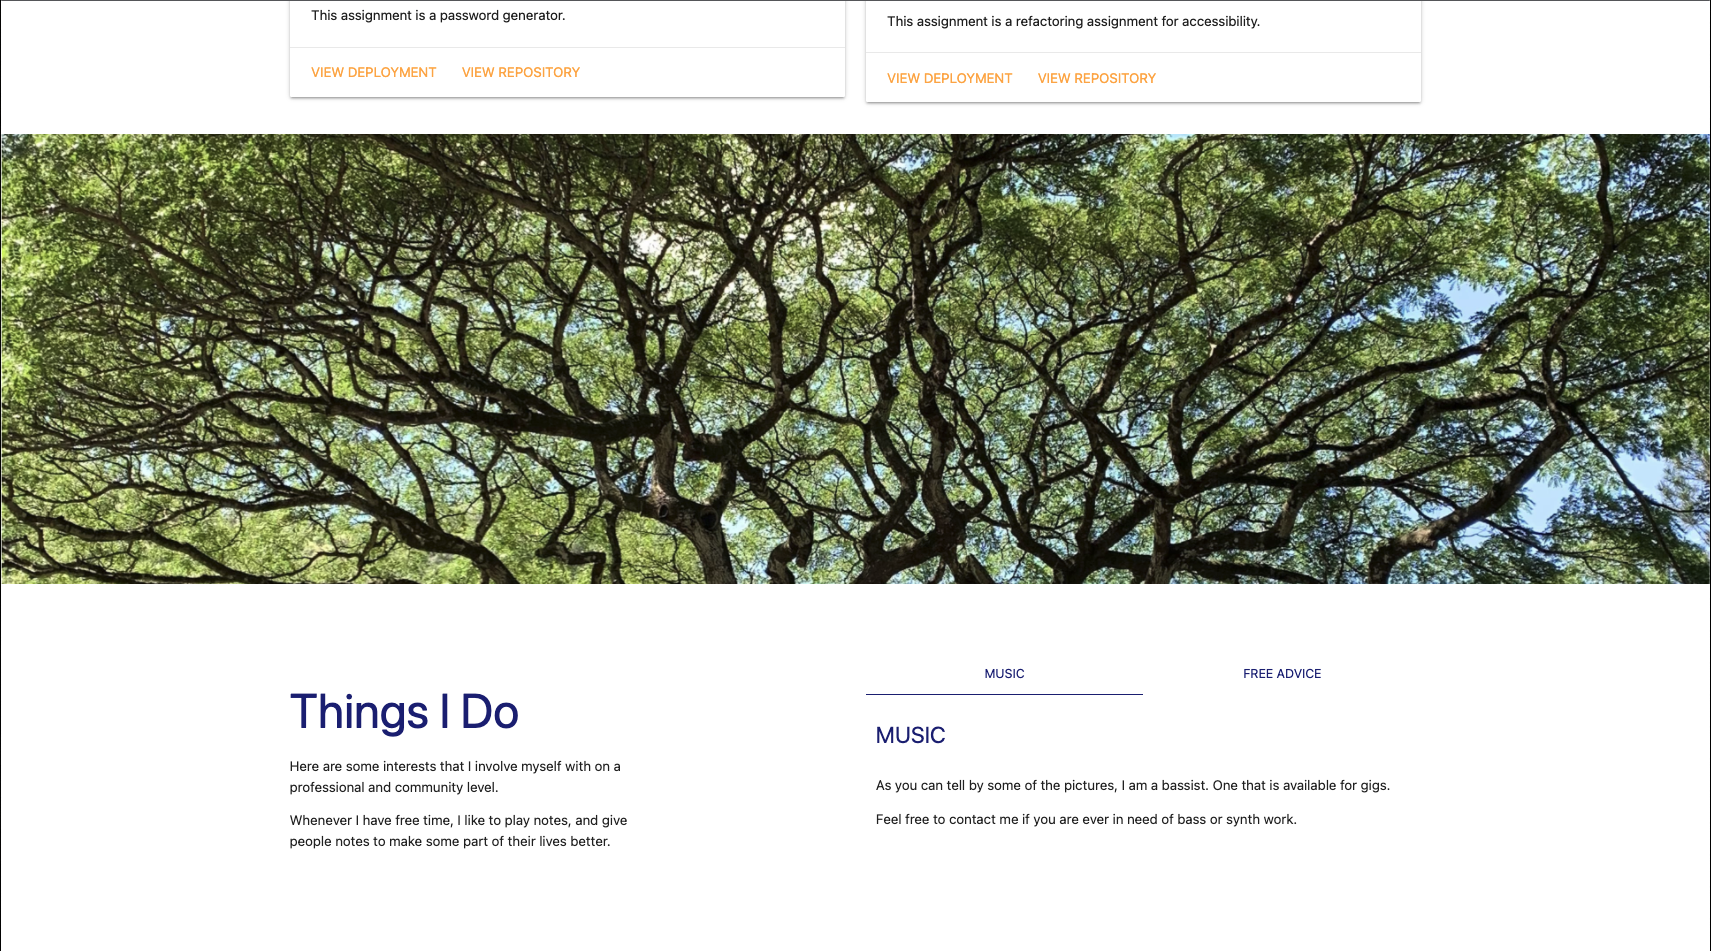 This assignment is a password generator.
VIEW DEPLOYMENT VIEW REPOSITORY
This assignment is a refactoring assignment for accessibility.
VIEW DEPLOYMENT VIEW REPOSITORY
Things I Do
Here are some interests that I involve myself with on a
professional and community level.
Whenever I have free time, I like to play notes, and give
people notes to make some part of their lives better.
MUSIC FREE ADVICE
MUSIC
As you can tell by some of the pictures, I am a bassist. One that is available for gigs.
Feel free to contact me if you are ever in need of bass or synth work.